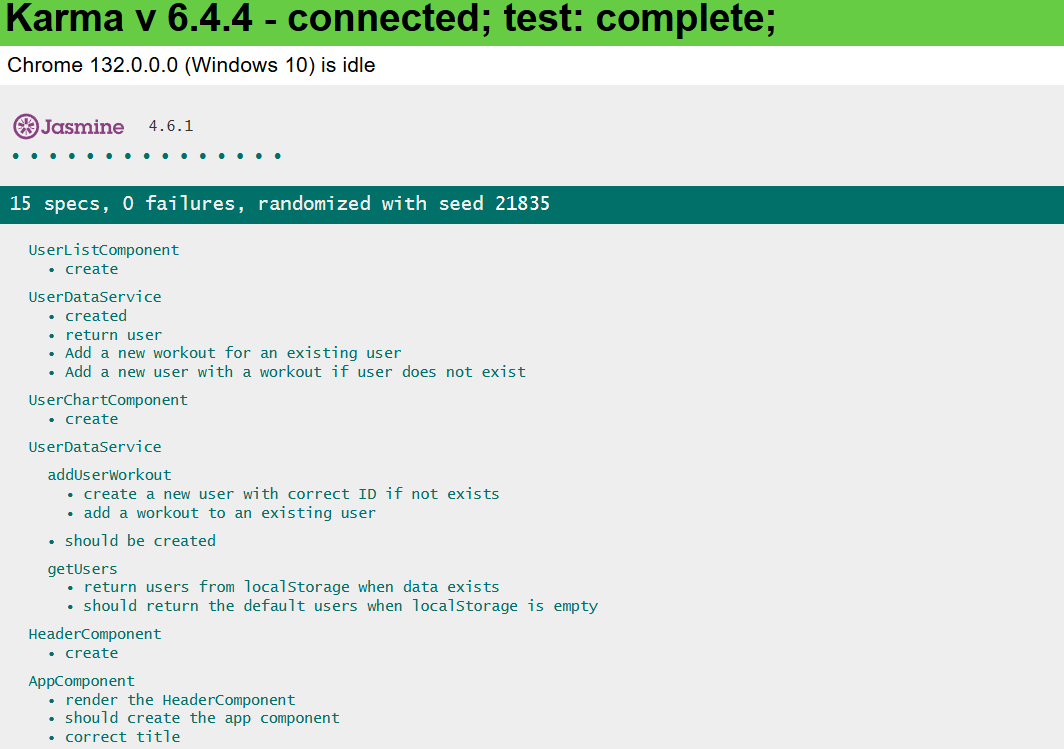 Karma v 6.4.4 - connected; test: complete;
Chrome 132.0.0.0 (Windows 10) is idle
Jasmine 4.6.1
• • • • • • • • • • • • • • •
15 specs, 0 failures, randomized with seed 21835
UserListComponent
• create
UserDataService
• created
• return user
• Add a new workout for an existing user
• Add a new user with a workout if user does not exist
UserChartComponent
• create
UserDataService
addUserWorkout
• create a new user with correct ID if not exists
• add a workout to an existing user
• should be created
getUsers
• return users from localStorage when data exists
• should return the default users when localStorage is empty
HeaderComponent
• create
AppComponent
• render the HeaderComponent
• should create the app component
• correct title